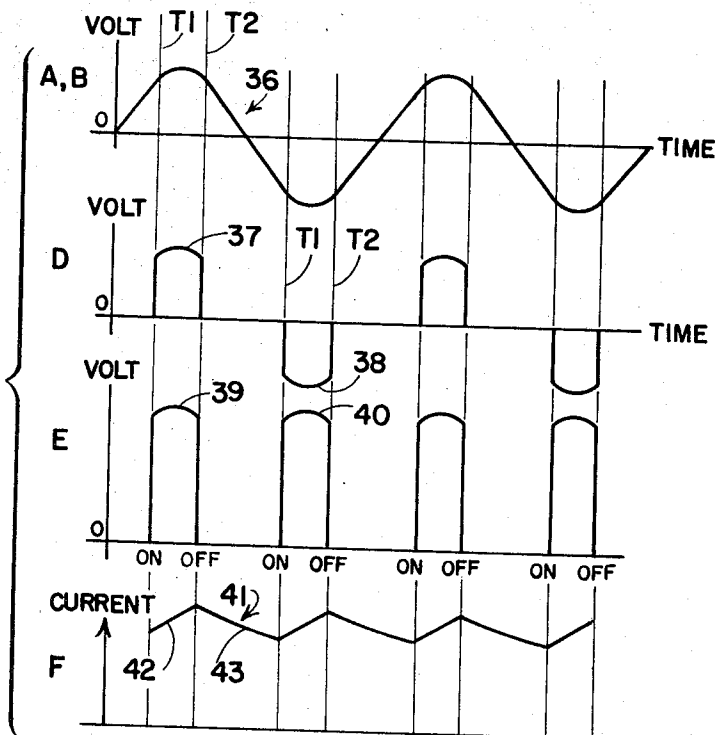 VOLT T1 T2
A,B
36
0
TIME
VOLT
37
T1 T2
D
0
TIME
VOLT
38
39
40
E
0
ON OFF ON OFF ON OFF ON OFF
CURRENT
41
42 43
F